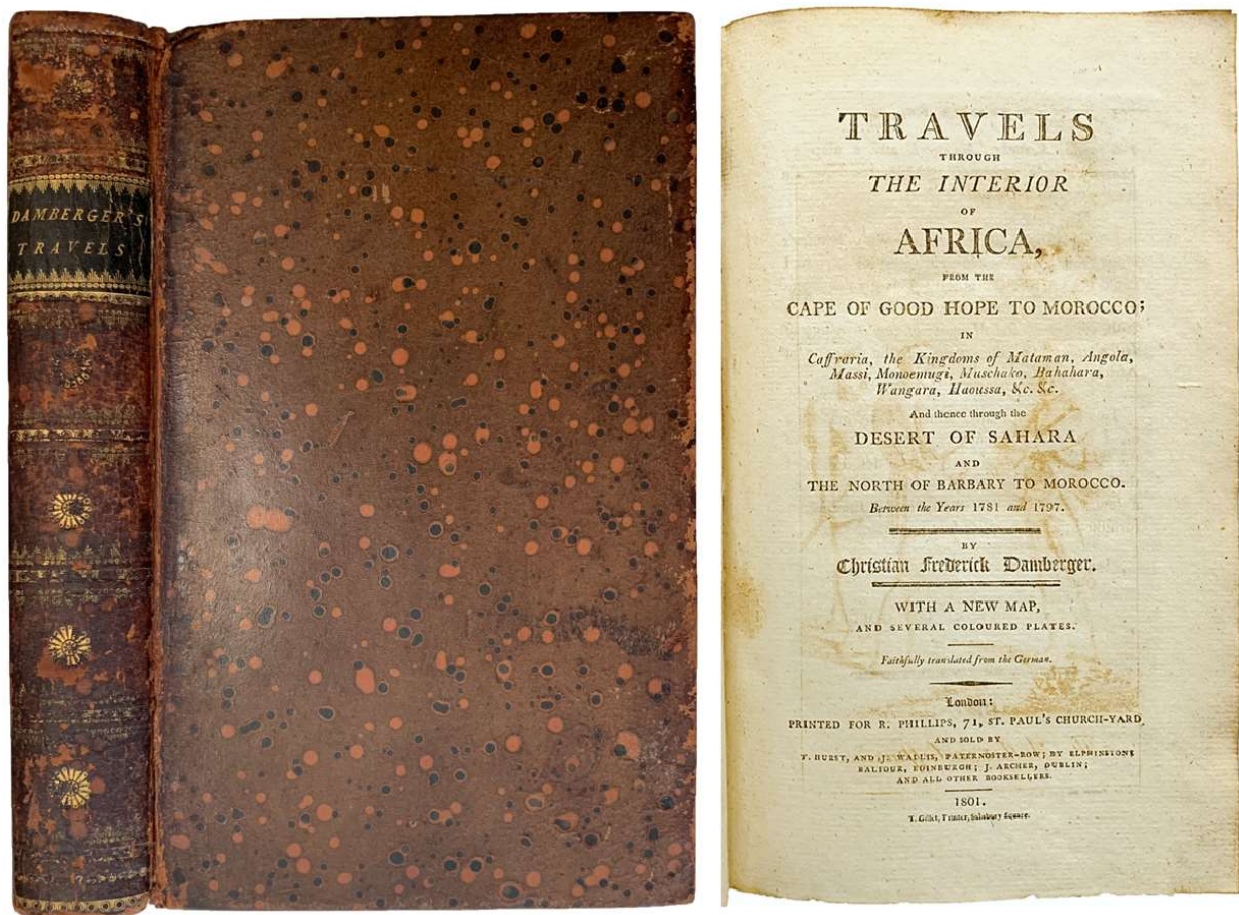 DAMBERGER'S
TRAVELS
TRAVELS
THROUGH
THE INTERIOR
OF
AFRICA,
FROM THE
CAPE OF GOOD HOPE TO MOROCCO;
IN
Caffraria, the Kingdoms of Mataman, Angola,
Massi, Monoemugi, Muschako, Bahahara,
Wangara, Haoussa, &c. &c.
And thence through the
DESERT OF SAHARA
AND
THE NORTH OF BARBARY TO MOROCCO.
Between the Years 1781 and 1797.
BY
Christian Frederick Damberger.
WITH A NEW MAP,
AND SEVERAL COLOURED PLATES.
Faithfully translated from the German.
London:
PRINTED FOR R. PHILLIPS, 71, ST. PAUL'S CHURCH-YARD,
AND SOLD BY
T. HURST, AND J. WALLIS, PATERNOSTER-ROW; BY ELPHINSTONE
BALFOUR, EDINBURGH; J. ARCHER, DUBLIN;
AND ALL OTHER BOOKSELLERS.
1801.
T. Gillet, Printer, Salisbury Square.